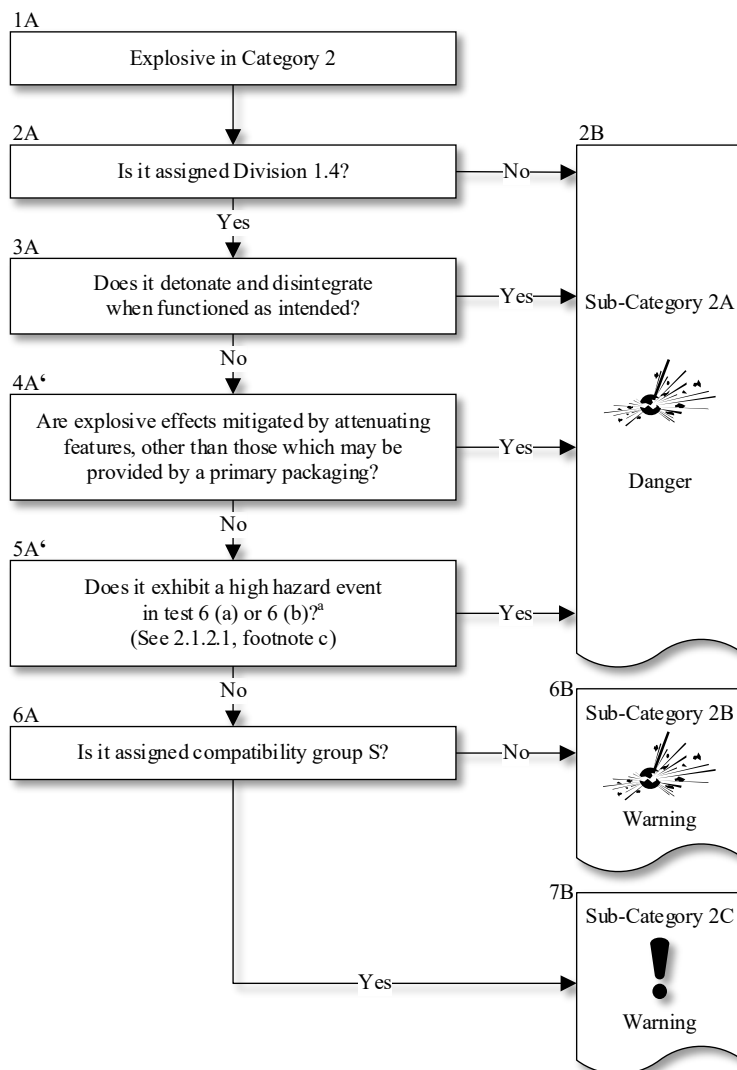 1A
Explosive in Category 2
2A
Is it assigned Division 1.4?
No
2B
Yes
3A
Does it detonate and disintegrate
when functioned as intended?
Yes
Sub-Category 2A
No
4A‘
Are explosive effects mitigated by attenuating
features, other than those which may be
provided by a primary packaging?
Yes
Danger
No
5A‘
Does it exhibit a high hazard event
in test 6 (a) or 6 (b)?ᵃ
(See 2.1.2.1, footnote c)
Yes
No
6A
Is it assigned compatibility group S?
No
6B
Sub-Category 2B
Warning
Yes
7B
Sub-Category 2C
Warning